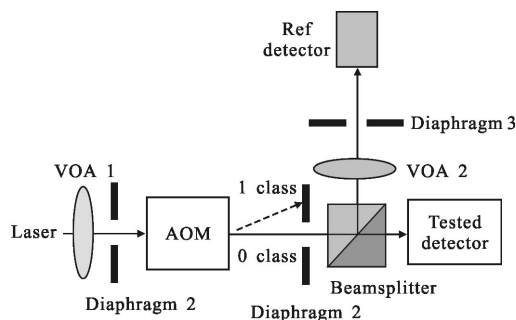 Ref
detector
Diaphragm 3
VOA 1
1 class
VOA 2
Laser
AOM
Tested
detector
0 class
Beamsplitter
Diaphragm 2
Diaphragm 2